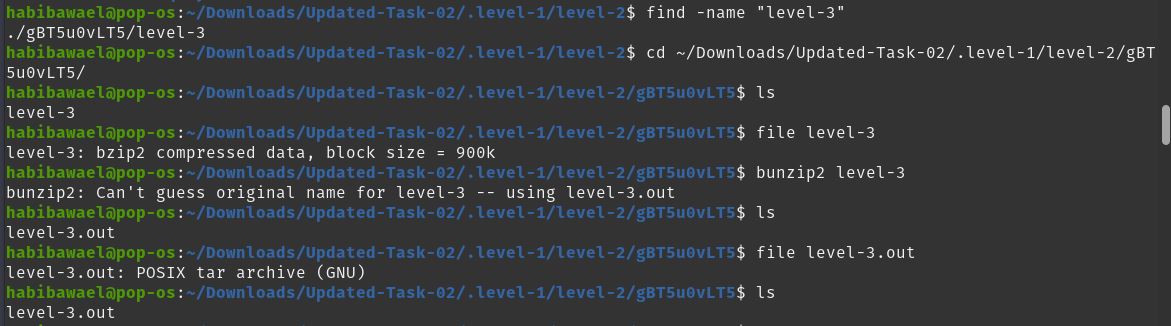 habibawael@pop-os:~/Downloads/Updated-Task-02/.level-1/level-2$ find -name "level-3"
./gBT5u0vLT5/level-3
habibawael@pop-os:~/Downloads/Updated-Task-02/.level-1/level-2$ cd ~/Downloads/Updated-Task-02/.level-1/level-2/gBT
5u0vLT5/
habibawael@pop-os:~/Downloads/Updated-Task-02/.level-1/level-2/gBT5u0vLT5$ ls
level-3
habibawael@pop-os:~/Downloads/Updated-Task-02/.level-1/level-2/gBT5u0vLT5$ file level-3
level-3: bzip2 compressed data, block size = 900k
habibawael@pop-os:~/Downloads/Updated-Task-02/.level-1/level-2/gBT5u0vLT5$ bunzip2 level-3
bunzip2: Can't guess original name for level-3 -- using level-3.out
habibawael@pop-os:~/Downloads/Updated-Task-02/.level-1/level-2/gBT5u0vLT5$ ls
level-3.out
habibawael@pop-os:~/Downloads/Updated-Task-02/.level-1/level-2/gBT5u0vLT5$ file level-3.out
level-3.out: POSIX tar archive (GNU)
habibawael@pop-os:~/Downloads/Updated-Task-02/.level-1/level-2/gBT5u0vLT5$ ls
level-3.out